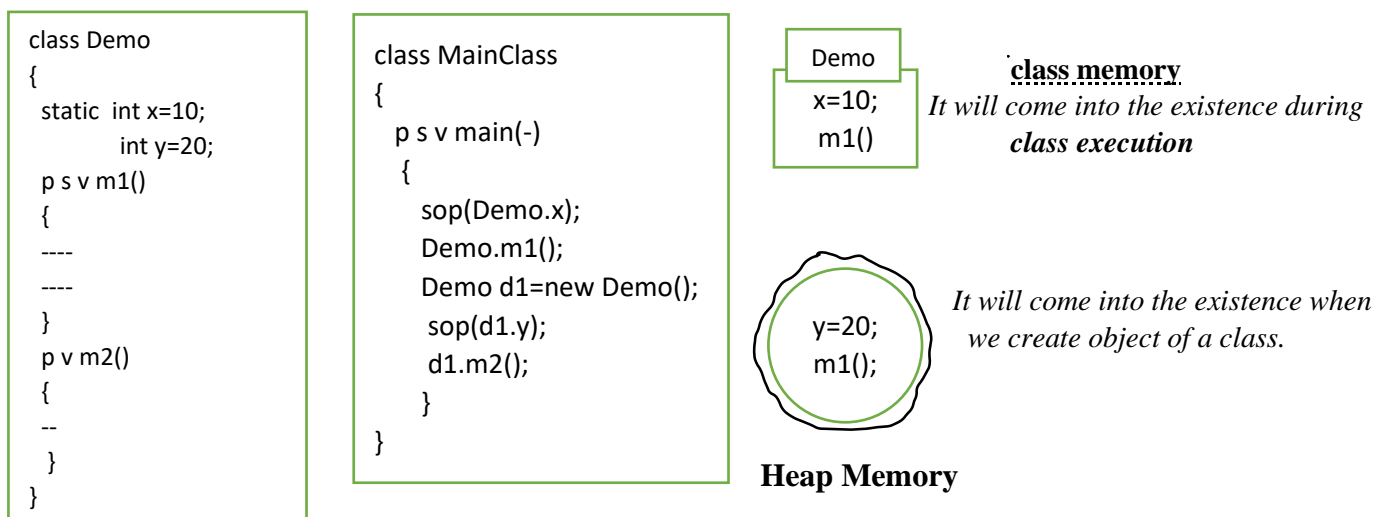 class Demo
{
static int x=10;
int y=20;
p s v m1()
{
----
----
}
p v m2()
{
--
}
}
class MainClass
{
p s v main(-)
{
sop(Demo.x);
Demo.m1();
Demo d1=new Demo();
sop(d1.y);
d1.m2();
}
}
Demo
x=10;
m1()
class memory
It will come into the existence during
class execution
y=20;
m1();
It will come into the existence when
we create object of a class.
Heap Memory